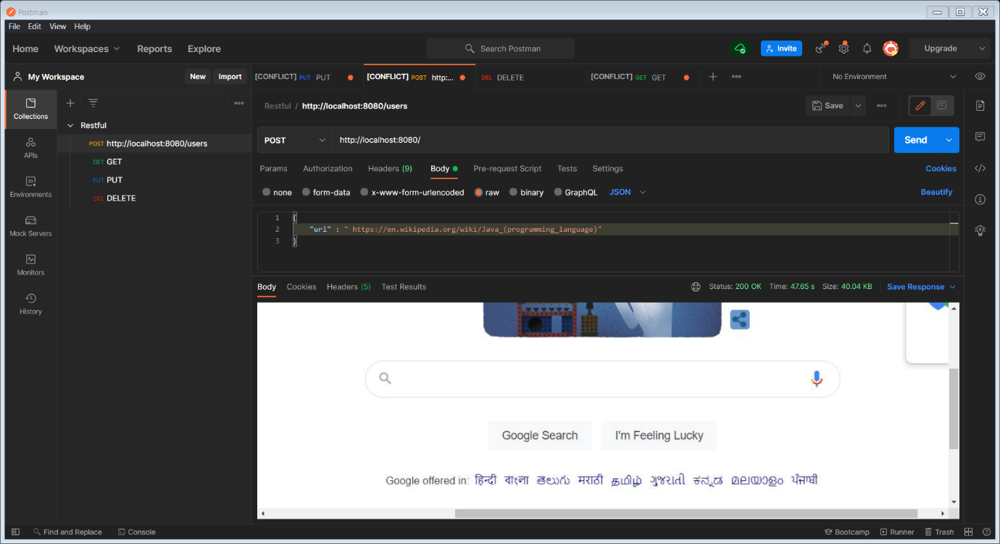 Postman
File Edit View Help
Home Workspaces Reports Explore Search Postman Invite Upgrade
My Workspace New Import [CONFLICT] PUT PUT [CONFLICT] POST http:... DEL DELETE [CONFLICT] GET GET No Environment
Collections
APIs
Environments
Mock Servers
Monitors
History
Restful
POST http://localhost:8080/users
GET GET
PUT PUT
DEL DELETE
Restful / http://localhost:8080/users Save
POST http://localhost:8080/ Send
Params Authorization Headers (9) Body Pre-request Script Tests Settings Cookies
none form-data x-www-form-urlencoded raw binary GraphQL JSON Beautify
1 {
2 "url" : " https://en.wikipedia.org/wiki/Java_(programming_language)"
3 }
Body Cookies Headers (5) Test Results Status: 200 OK Time: 47.65 s Size: 40.04 KB Save Response
Google Search I'm Feeling Lucky
Google offered in: हिन्दी বাংলা తెలుగు मराठी தமிழ் ગુજરાતી ಕನ್ನಡ മലയാളം ਪੰਜਾਬੀ
Find and Replace Console Bootcamp Runner Trash